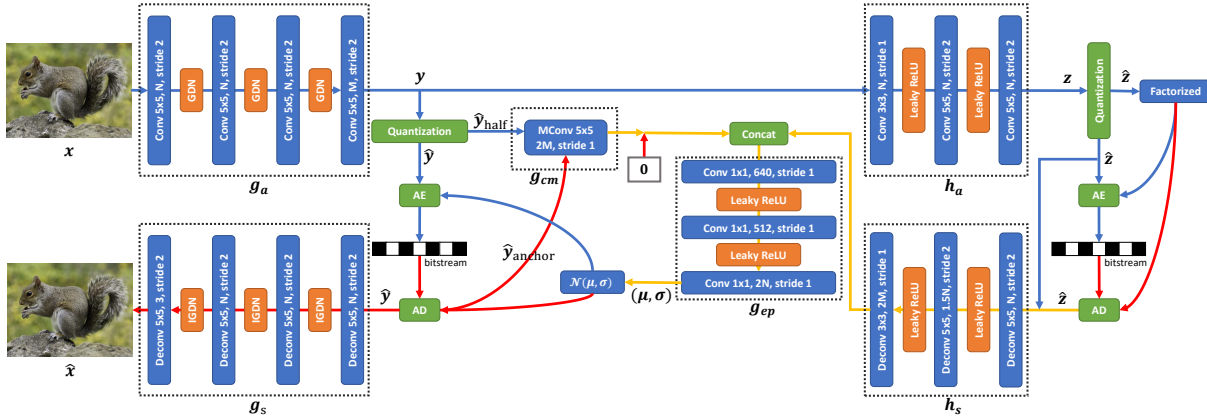 x
Conv 5x5, N, stride 2
GDN
Conv 5x5, N, stride 2
GDN
Conv 5x5, N, stride 2
GDN
Conv 5x5, M, stride 2
g_a
y
Quantization
ŷ_half
ŷ
MConv 5x5
2M, stride 1
g_cm
0
Concat
Conv 1x1, 640, stride 1
Leaky ReLU
Conv 1x1, 512, stride 1
Leaky ReLU
Conv 1x1, 2N, stride 1
g_ep
(μ, σ)
𝒩(μ, σ)
AE
bitstream
ŷ_anchor
AD
ŷ
Conv 3x3, N, stride 1
Leaky ReLU
Conv 5x5, N, stride 2
Leaky ReLU
Conv 5x5, N, stride 2
h_a
z
Quantization
ẑ
Factorized
ẑ
AE
bitstream
AD
ẑ
Deconv 3x3, 2M, stride 1
Leaky ReLU
Deconv 5x5, 1.5N, stride 2
Leaky ReLU
Deconv 5x5, N, stride 2
h_s
Deconv 5x5, 3, stride 2
IGDN
Deconv 5x5, N, stride 2
IGDN
Deconv 5x5, N, stride 2
IGDN
Deconv 5x5, N, stride 2
g_s
x̂